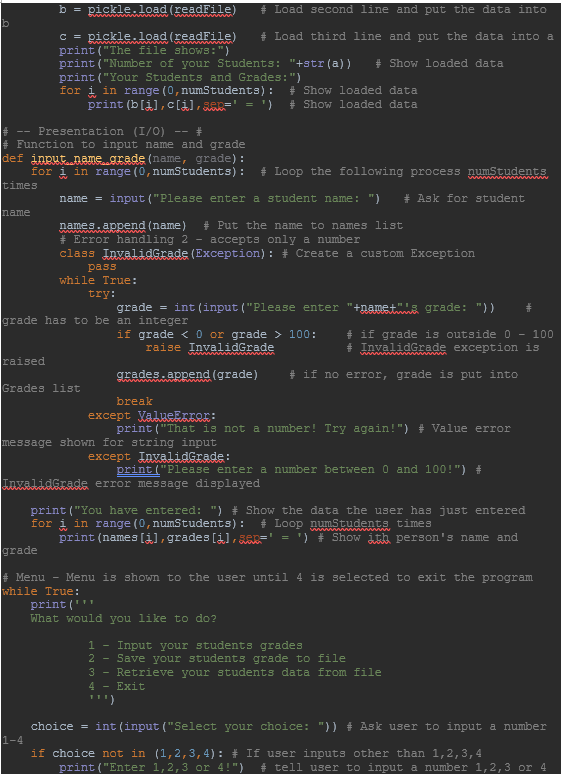 b = pickle.load(readFile)   # Load second line and put the data into
b
c = pickle.load(readFile)   # Load third line and put the data into a
print("The file shows:")
print("Number of your Students: "+str(a))   # Show loaded data
print("Your Students and Grades:")
for i in range(0,numStudents):  # Show loaded data
print(b[i],c[i],sep=' = ')  # Show loaded data
# -- Presentation (I/O) -- #
# Function to input name and grade
def input_name_grade(name, grade):
for i in range(0,numStudents):  # Loop the following process numStudents
times
name = input("Please enter a student name: ")   # Ask for student
name
names.append(name)  # Put the name to names list
# Error handling 2 - accepts only a number
class InvalidGrade(Exception): # Create a custom Exception
pass
while True:
try:
grade = int(input("Please enter "+name+"'s grade: "))    #
grade has to be an integer
if grade < 0 or grade > 100:    # if grade is outside 0 - 100
raise InvalidGrade          # InvalidGrade exception is
raised
grades.append(grade)    # if no error, grade is put into
Grades list
break
except ValueError:
print("That is not a number! Try again!") # Value error
message shown for string input
except InvalidGrade:
print("Please enter a number between 0 and 100!") #
InvalidGrade error message displayed
print("You have entered: ") # Show the data the user has just entered
for i in range(0,numStudents):  # Loop numStudents times
print(names[i],grades[i],sep=' = ') # Show ith person's name and
grade
# Menu - Menu is shown to the user until 4 is selected to exit the program
while True:
print('''
What would you like to do?
1 - Input your students grades
2 - Save your students grade to file
3 - Retrieve your students data from file
4 - Exit
''')
choice = int(input("Select your choice: ")) # Ask user to input a number
1-4
if choice not in (1,2,3,4): # If user inputs other than 1,2,3,4
print("Enter 1,2,3 or 4!")  # tell user to input a number 1,2,3 or 4